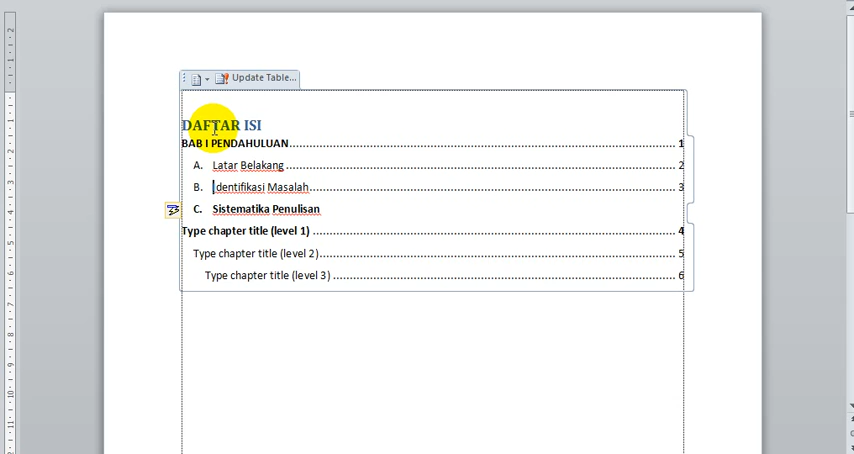 Update Table...
DAFTAR ISI
BAB I PENDAHULUAN........................................................................ 1
A. Latar Belakang ........................................................................ 2
B. Identifikasi Masalah........................................................................ 3
C. Sistematika Penulisan
Type chapter title (level 1) ........................................................................ 4
Type chapter title (level 2)........................................................................ 5
Type chapter title (level 3) ........................................................................ 6